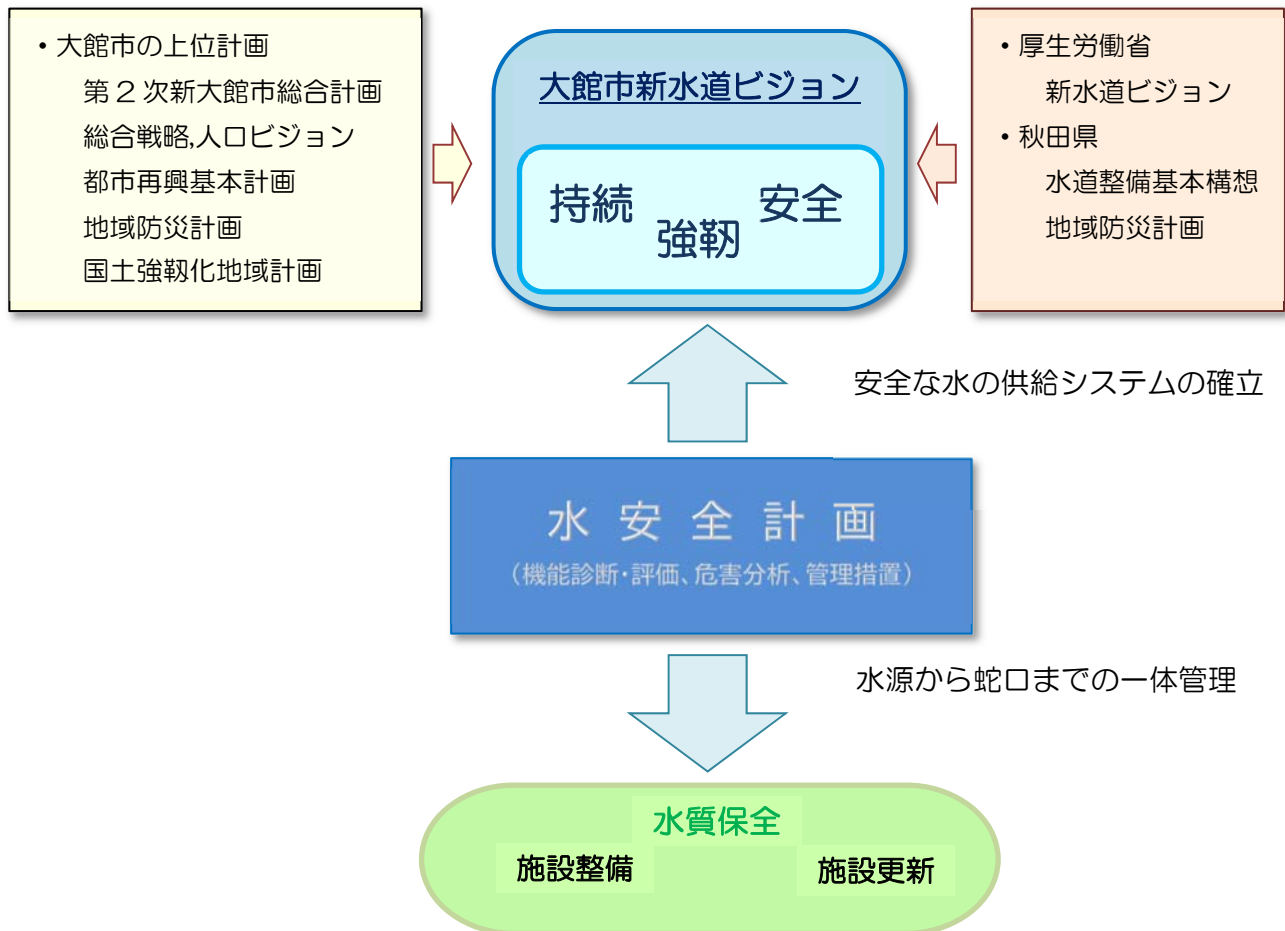 ・大館市の上位計画
第2次新大館市総合計画
総合戦略,人口ビジョン
都市再興基本計画
地域防災計画
国土強靱化地域計画
大館市新水道ビジョン
持続
強靭
安全
・厚生労働省
新水道ビジョン
・秋田県
水道整備基本構想
地域防災計画
安全な水の供給システムの確立
水安全計画
（機能診断・評価、危害分析、管理措置）
水源から蛇口までの一体管理
水質保全
施設整備
施設更新